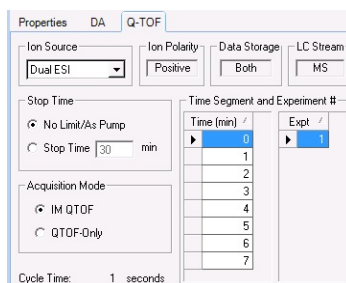 Properties DA Q-TOF
Ion Source Ion Polarity Data Storage LC Stream
Dual ESI Positive Both MS
Stop Time
No Limit/As Pump
Stop Time 30 min
Acquisition Mode
IM QTOF
QTOF-Only
Cycle Time: 1 seconds
Time Segment and Experiment #
Time (min) Expt
0 1
1
2
3
4
5
6
7